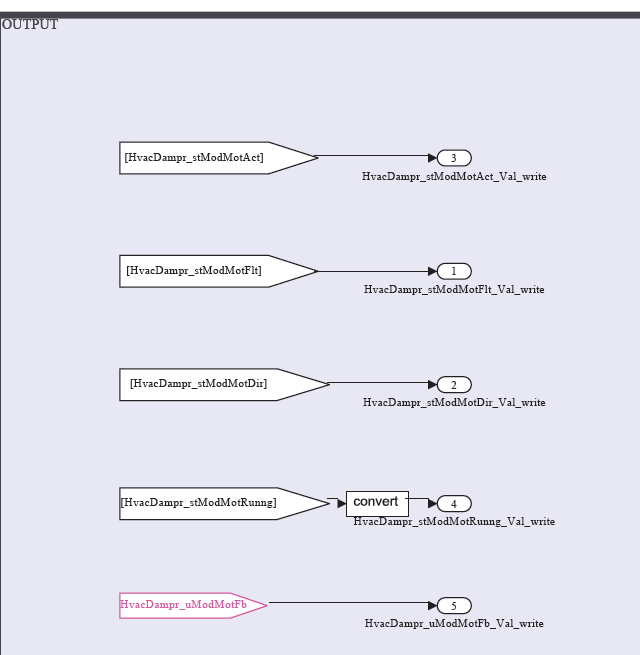 OUTPUT
[HvacDampr_stModMotAct]
3
HvacDampr_stModMotAct_Val_write
[HvacDampr_stModMotFlt]
1
HvacDampr_stModMotFlt_Val_write
[HvacDampr_stModMotDir]
2
HvacDampr_stModMotDir_Val_write
[HvacDampr_stModMotRunng]
convert
4
HvacDampr_stModMotRunng_Val_write
HvacDampr_uModMotFb
5
HvacDampr_uModMotFb_Val_write